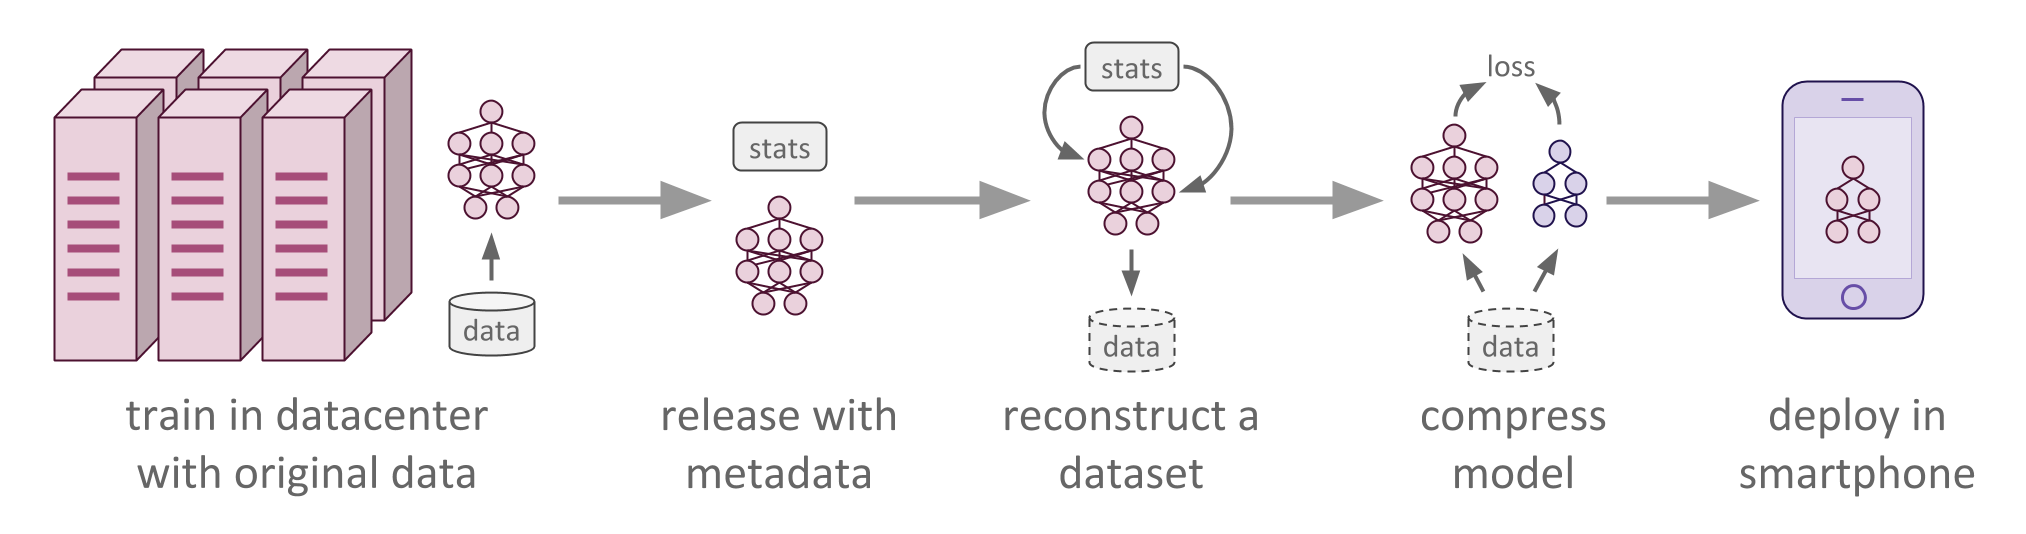 stats
loss
stats
data
data
data
train in datacenter
with original data
release with
metadata
reconstruct a
dataset
compress
model
deploy in
smartphone